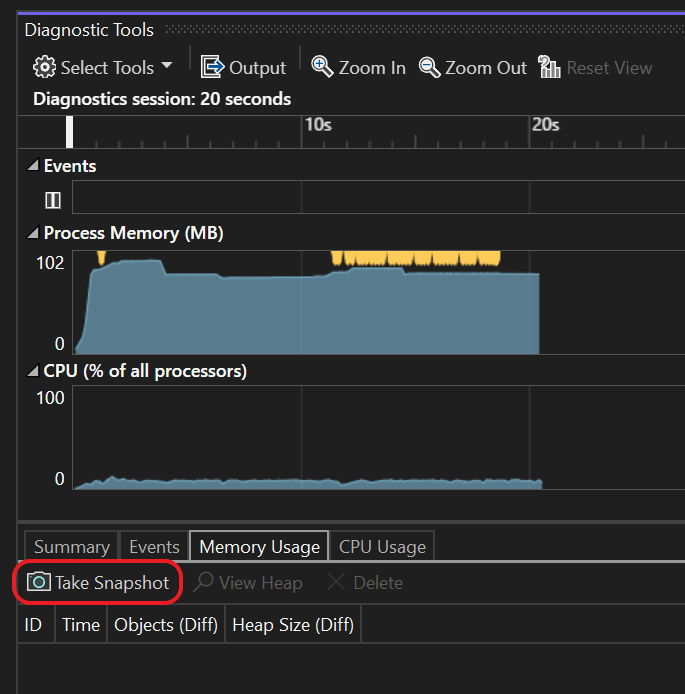 Diagnostic Tools
Select Tools Output Zoom In Zoom Out Reset View
Diagnostics session: 20 seconds
10s 20s
Events
Process Memory (MB)
102
0
CPU (% of all processors)
100
0
Summary Events Memory Usage CPU Usage
Take Snapshot View Heap Delete
ID Time Objects (Diff) Heap Size (Diff)